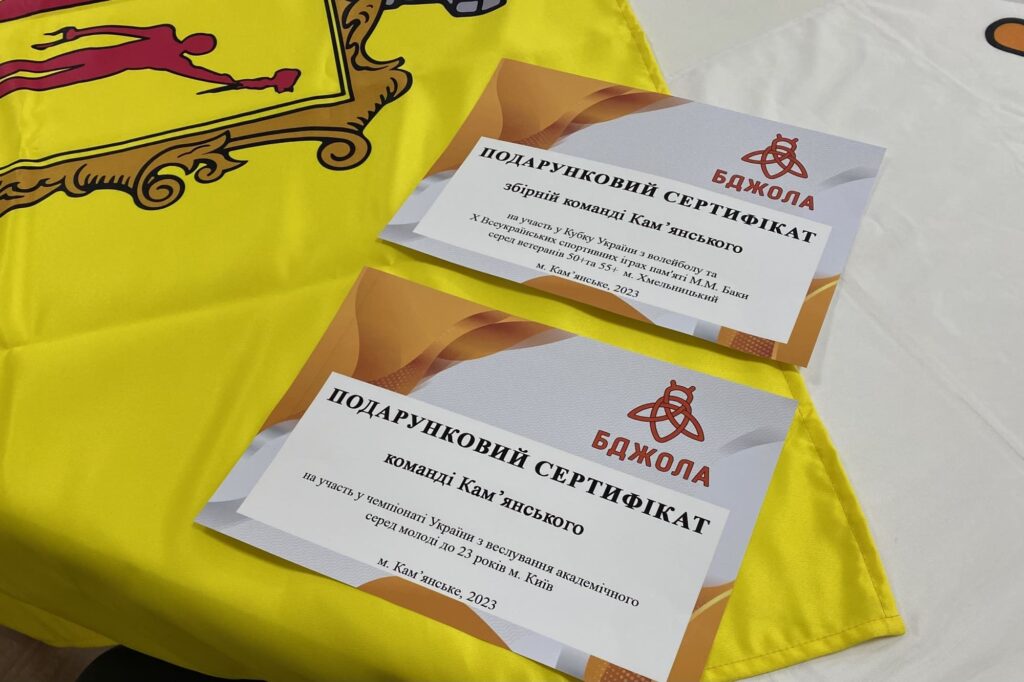 БДЖОЛА
ПОДАРУНКОВИЙ СЕРТИФІКАТ
збірній команді Кам’янського
на участь у Кубку України з волейболу та
X Всеукраїнських спортивних іграх пам'яті М.М. Баки
серед ветеранів 50+та 55+ м. Хмельницький
м. Кам’янське, 2023
БДЖОЛА
ПОДАРУНКОВИЙ СЕРТИФІКАТ
команді Кам’янського
на участь у чемпіонаті України з веслування академічного
серед молоді до 23 років м. Київ
м. Кам’янське, 2023